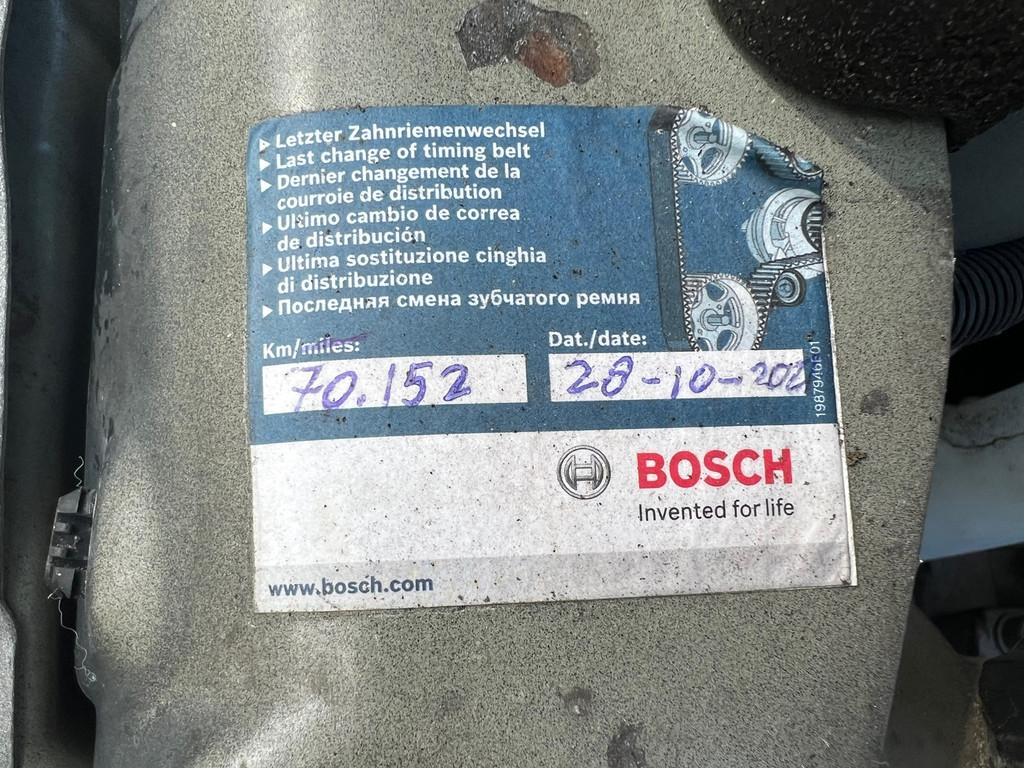 ▸ Letzter Zahnriemenwechsel
▸ Last change of timing belt
▸ Dernier changement de la
courroie de distribution
▸ Ultimo cambio de correa
de distribución
▸ Ultima sostituzione cinghia
di distribuzione
▸ Последняя смена зубчатого ремня
Km/miles:
70.152
Dat./date:
28-10-202
1987946E01
BOSCH
Invented for life
www.bosch.com